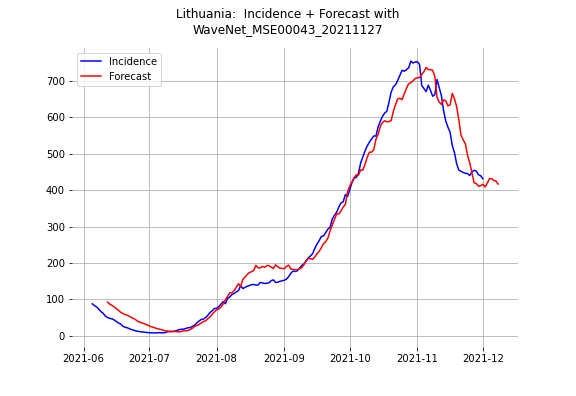 Lithuania:  Incidence + Forecast with
WaveNet_MSE00043_20211127
Incidence
Forecast
700
600
500
400
300
200
100
0
2021-06 2021-07 2021-08 2021-09 2021-10 2021-11 2021-12